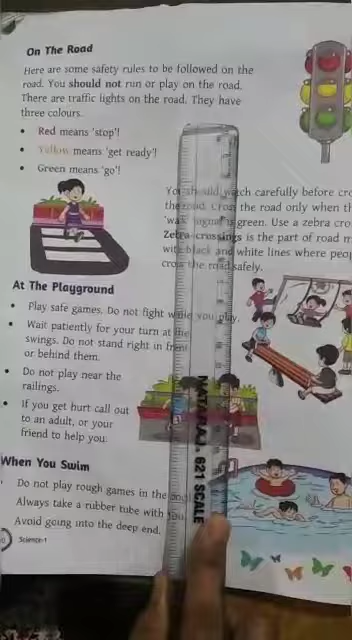 On The Road
Here are some safety rules to be followed on the
road. You should not run or play on the road.
There are traffic lights on the road. They have
three colours.
• Red means 'stop'!
• Yellow means 'get ready'!
• Green means 'go'!
You should watch carefully before cro
the road. Cross the road only when th
'walk signal' is green. Use a zebra cro
Zebra-crossings is the part of road m
with black and white lines where peop
cross the road safely.
At The Playground
• Play safe games. Do not fight while you play.
• Wait patiently for your turn at the
swings. Do not stand right in front
or behind them.
• Do not play near the
railings.
• If you get hurt call out
to an adult, or your
friend to help you.
When You Swim
Do not play rough games in the pool
Always take a rubber tube with you
Avoid going into the deep end.
Science-1
NATARAJ 621 SCALE